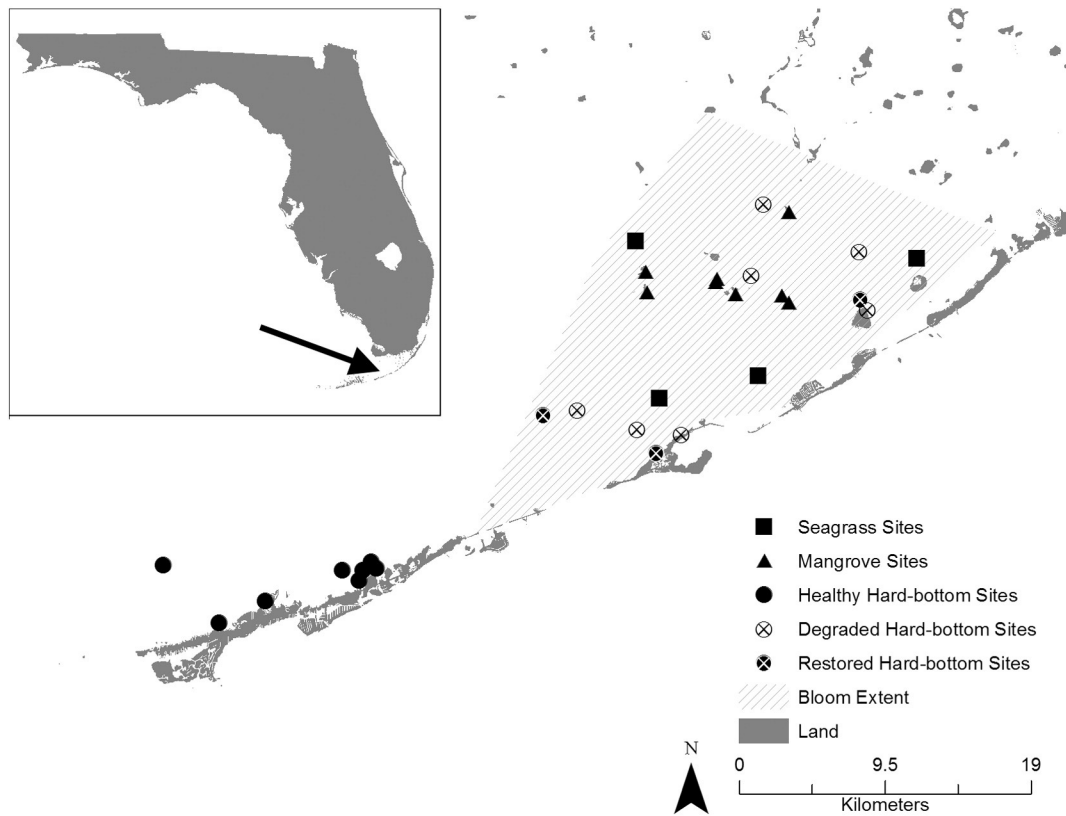 Seagrass Sites
Mangrove Sites
Healthy Hard-bottom Sites
Degraded Hard-bottom Sites
Restored Hard-bottom Sites
Bloom Extent
Land
N
0 9.5 19
Kilometers